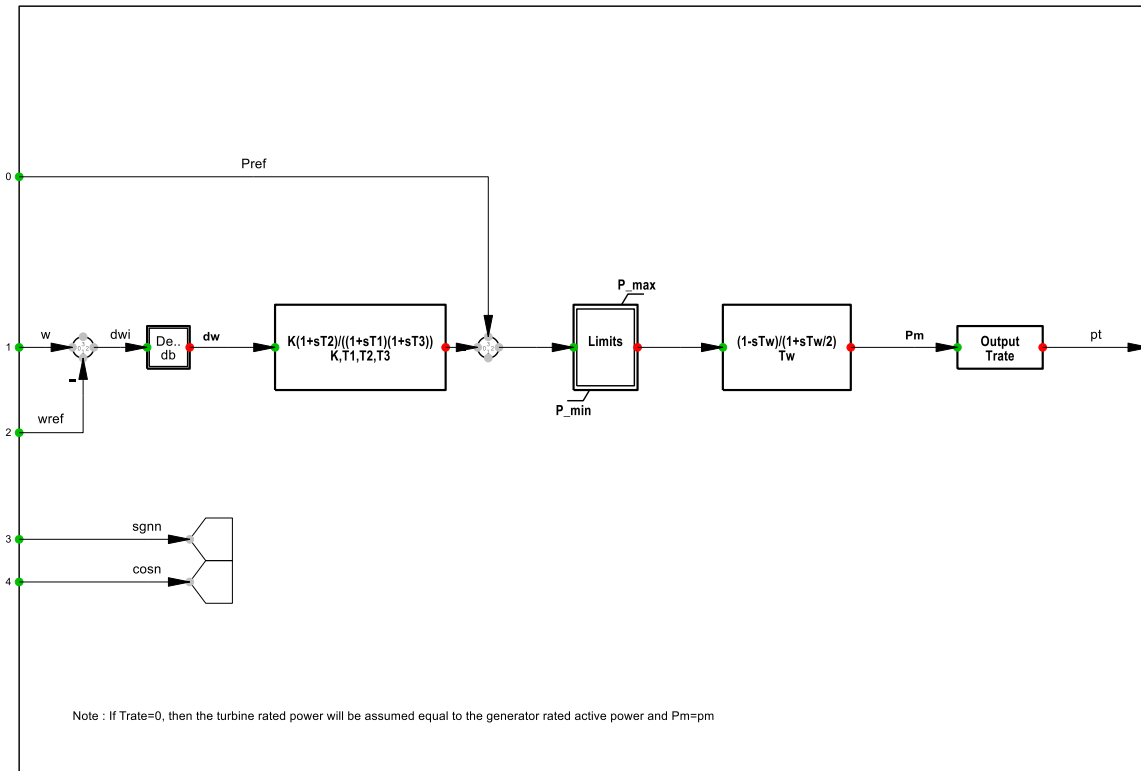 Pref
0
P_max
w
dwi
De..
db
dw
K(1+sT2)/((1+sT1)(1+sT3))
K,T1,T2,T3
Limits
(1-sTw)/(1+sTw/2)
Tw
Pm
Output
Trate
pt
1
-
P_min
wref
2
sgnn
3
cosn
4
Note : If Trate=0, then the turbine rated power will be assumed equal to the generator rated active power and Pm=pm